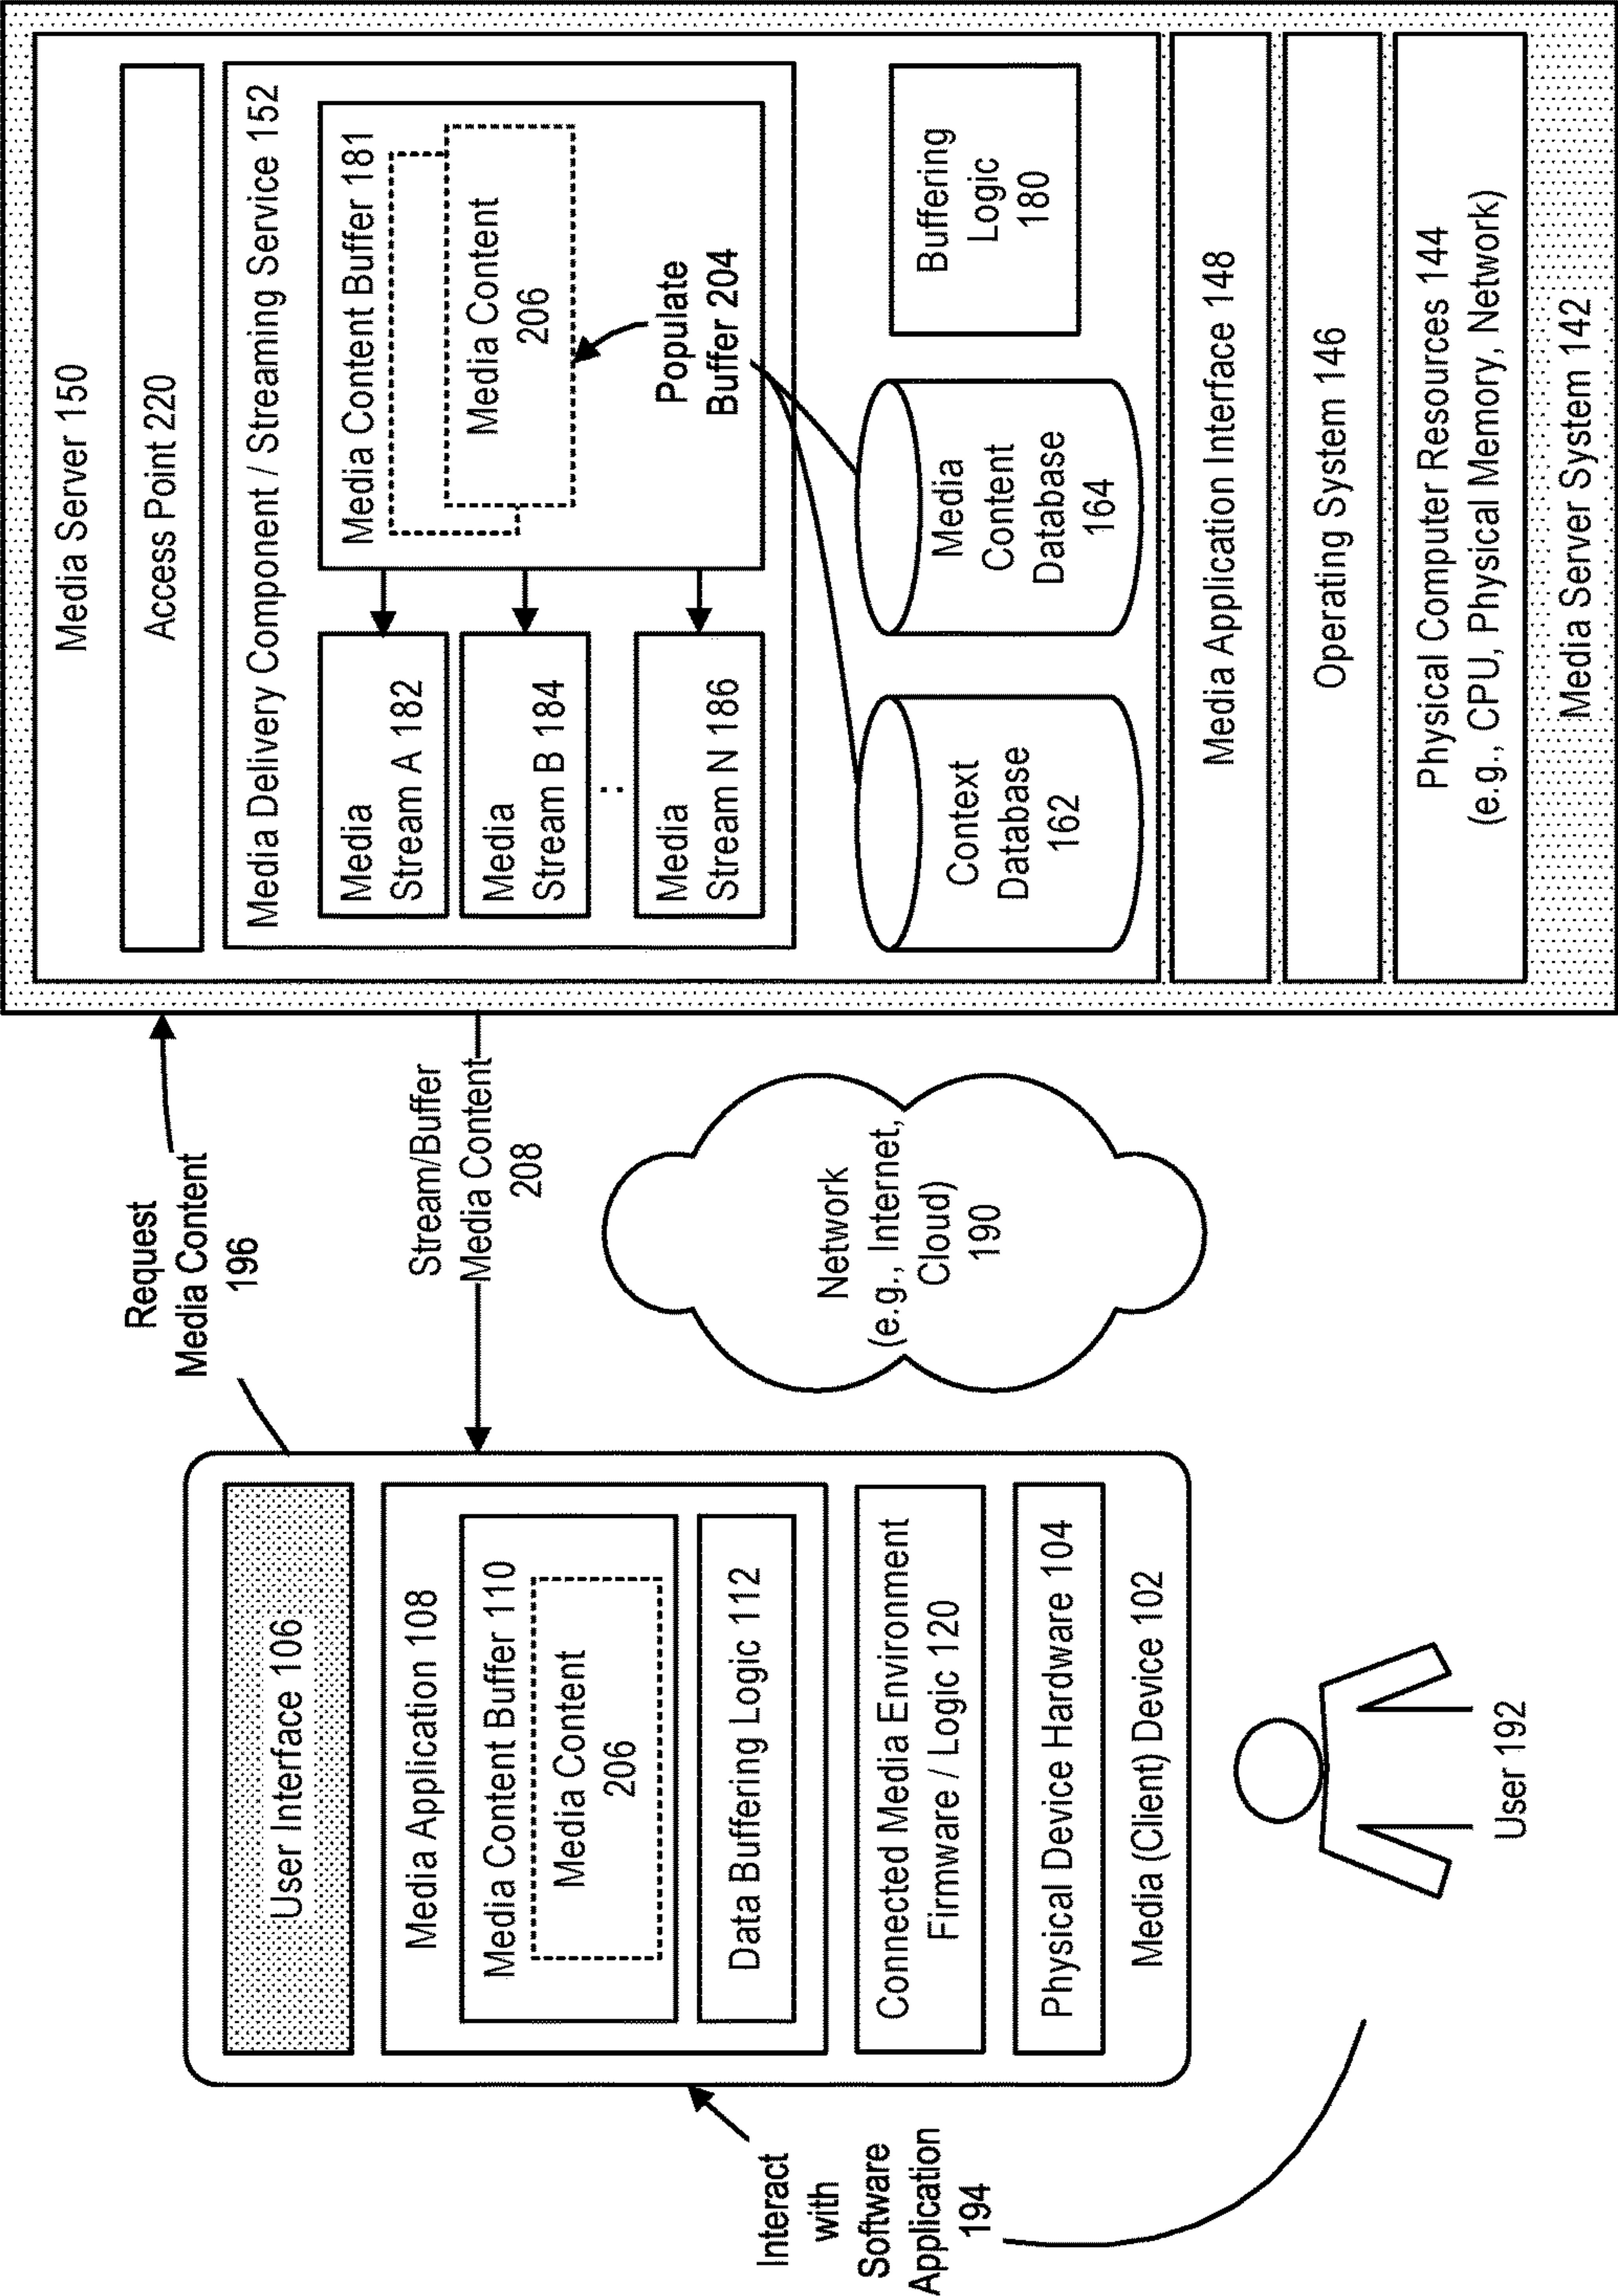 Interact
with
Software
Application
194
User Interface 106
Media Application 108
Media Content Buffer 110
Media Content
206
Data Buffering Logic 112
Connected Media Environment
Firmware / Logic 120
Physical Device Hardware 104
Media (Client) Device 102
User 192
Request
Media Content
196
Stream/Buffer
Media Content
208
Network
(e.g., Internet,
Cloud)
190
Media Server 150
Access Point 220
Media Delivery Component / Streaming Service 152
Media
Stream A 182
Media
Stream B 184
:
Media
Stream N 186
Media Content Buffer 181
Media Content
206
Populate
Buffer 204
Context
Database
162
Media
Content
Database
164
Buffering
Logic
180
Media Application Interface 148
Operating System 146
Physical Computer Resources 144
(e.g., CPU, Physical Memory, Network)
Media Server System 142